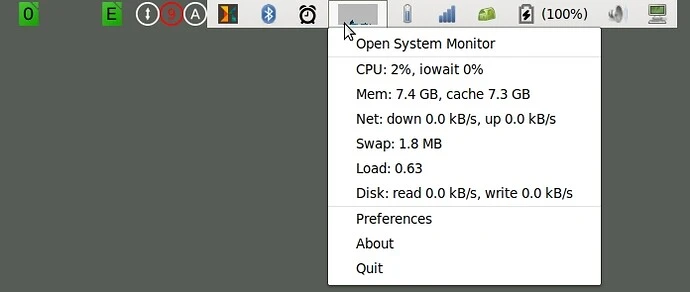 0 E 9 A (100%)
Open System Monitor
CPU: 2%, iowait 0%
Mem: 7.4 GB, cache 7.3 GB
Net: down 0.0 kB/s, up 0.0 kB/s
Swap: 1.8 MB
Load: 0.63
Disk: read 0.0 kB/s, write 0.0 kB/s
Preferences
About
Quit